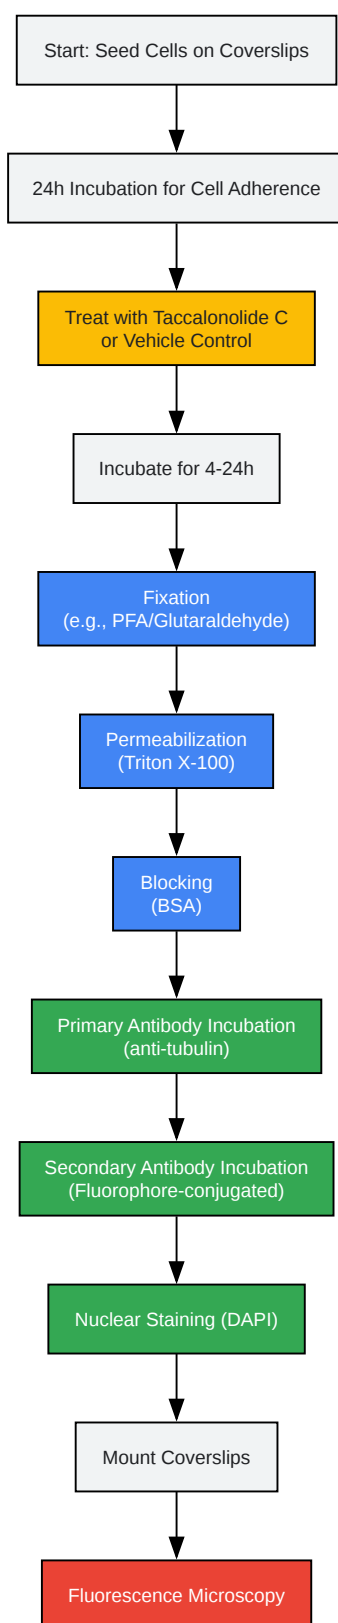 Start: Seed Cells on Coverslips
24h Incubation for Cell Adherence
Treat with Taccalonolide C
or Vehicle Control
Incubate for 4-24h
Fixation
(e.g., PFA/Glutaraldehyde)
Permeabilization
(Triton X-100)
Blocking
(BSA)
Primary Antibody Incubation
(anti-tubulin)
Secondary Antibody Incubation
(Fluorophore-conjugated)
Nuclear Staining (DAPI)
Mount Coverslips
Fluorescence Microscopy